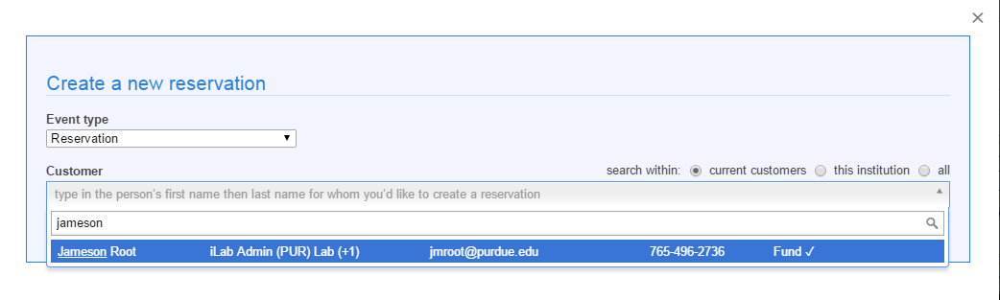 Create a new reservation
Event type
Reservation
Customer search within: current customers this institution all
type in the person's first name then last name for whom you'd like to create a reservation
jameson
Jameson Root iLab Admin (PUR) Lab (+1) jmroot@purdue.edu 765-496-2736 Fund ✓